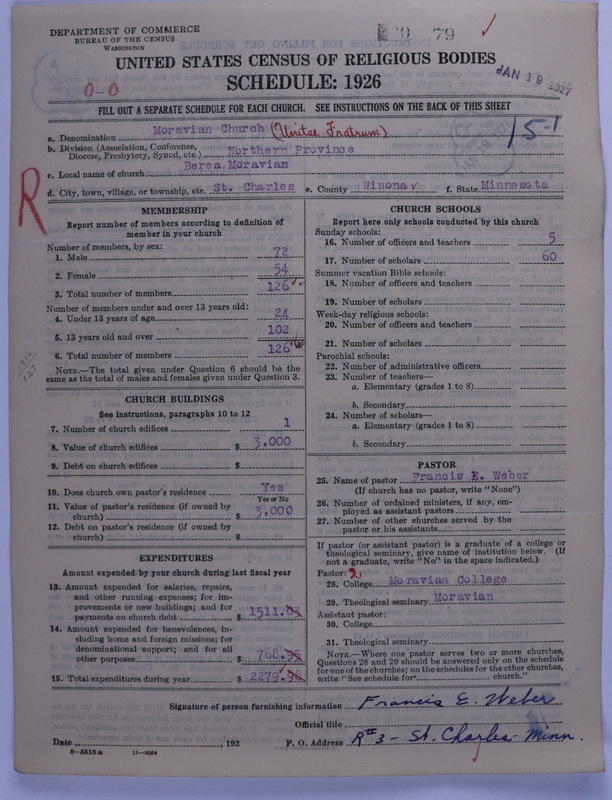 DEPARTMENT OF COMMERCE
BUREAU OF THE CENSUS
WASHINGTON
79
UNITED STATES CENSUS OF RELIGIOUS BODIES
SCHEDULE: 1926
JAN 19 1927
0-0
FILL OUT A SEPARATE SCHEDULE FOR EACH CHURCH. SEE INSTRUCTIONS ON THE BACK OF THIS SHEET
151
a. Denomination Moravian Church (Unitas Fratrum)
b. Division (Association, Conference, Diocese, Presbytery, Synod, etc.) Northern Province
c. Local name of church Berea Moravian
d. City, town, village, or township, etc. St. Charles e. County Winona f. State Minnesota
R
MEMBERSHIP
Report number of members according to definition of member in your church
Number of members, by sex:
1. Male 72
2. Female 54
3. Total number of members 126
Number of members under and over 13 years old:
4. Under 13 years of age 24
5. 13 years old and over 102
6. Total number of members 126
NOTE.—The total given under Question 6 should be same as the total of males and females given under Question 3.
CHURCH BUILDINGS
See instructions, paragraphs 10 to 12
7. Number of church edifices 1
8. Value of church edifices $ 3,000
9. Debt on church edifices $
10. Does church own pastor's residence Yes
Yes or No
11. Value of pastor's residence (if owned by church) $ 3,000
12. Debt on pastor's residence (if owned by church) $
EXPENDITURES
Amount expended by your church during last fiscal year
13. Amount expended for salaries, repairs, and other running expenses; for improvements or new buildings; and for payments on church debt $ 1511.03
14. Amount expended for benevolences, including home and foreign missions; for denominational support; and for all other purposes $ 768.95
15. Total expenditures during year $ 2279.98
CHURCH SCHOOLS
Report here only schools conducted by this church
Sunday schools:
16. Number of officers and teachers 5
17. Number of scholars 60
Summer vacation Bible schools:
18. Number of officers and teachers
19. Number of scholars
Week-day religious schools:
20. Number of officers and teachers
21. Number of scholars
Parochial schools:
22. Number of administrative officers
23. Number of teachers—
a. Elementary (grades 1 to 8)
b. Secondary
24. Number of scholars—
a. Elementary (grades 1 to 8)
b. Secondary
PASTOR
25. Name of pastor Francis E. Weber
(If church has no pastor, write "None")
26. Number of ordained ministers, if any, employed as assistant pastors
27. Number of other churches served by the pastor or his assistants
If pastor (or assistant pastor) is a graduate of a college or theological seminary, give name of institution below. (If not a graduate, write "No" in the space indicated.)
Pastor: 2
28. College Moravian College
29. Theological seminary Moravian
Assistant pastor:
30. College
31. Theological seminary
NOTE.—Where one pastor serves two or more churches, Questions 28 and 29 should be answered only on the schedule for one of the churches; on the schedules for the other churches, write "See schedule for church."
Signature of person furnishing information Francis E. Weber
Official title
Date , 192 P. O. Address R#3 - St. Charles - Minn.
8—5518 a 11—9084